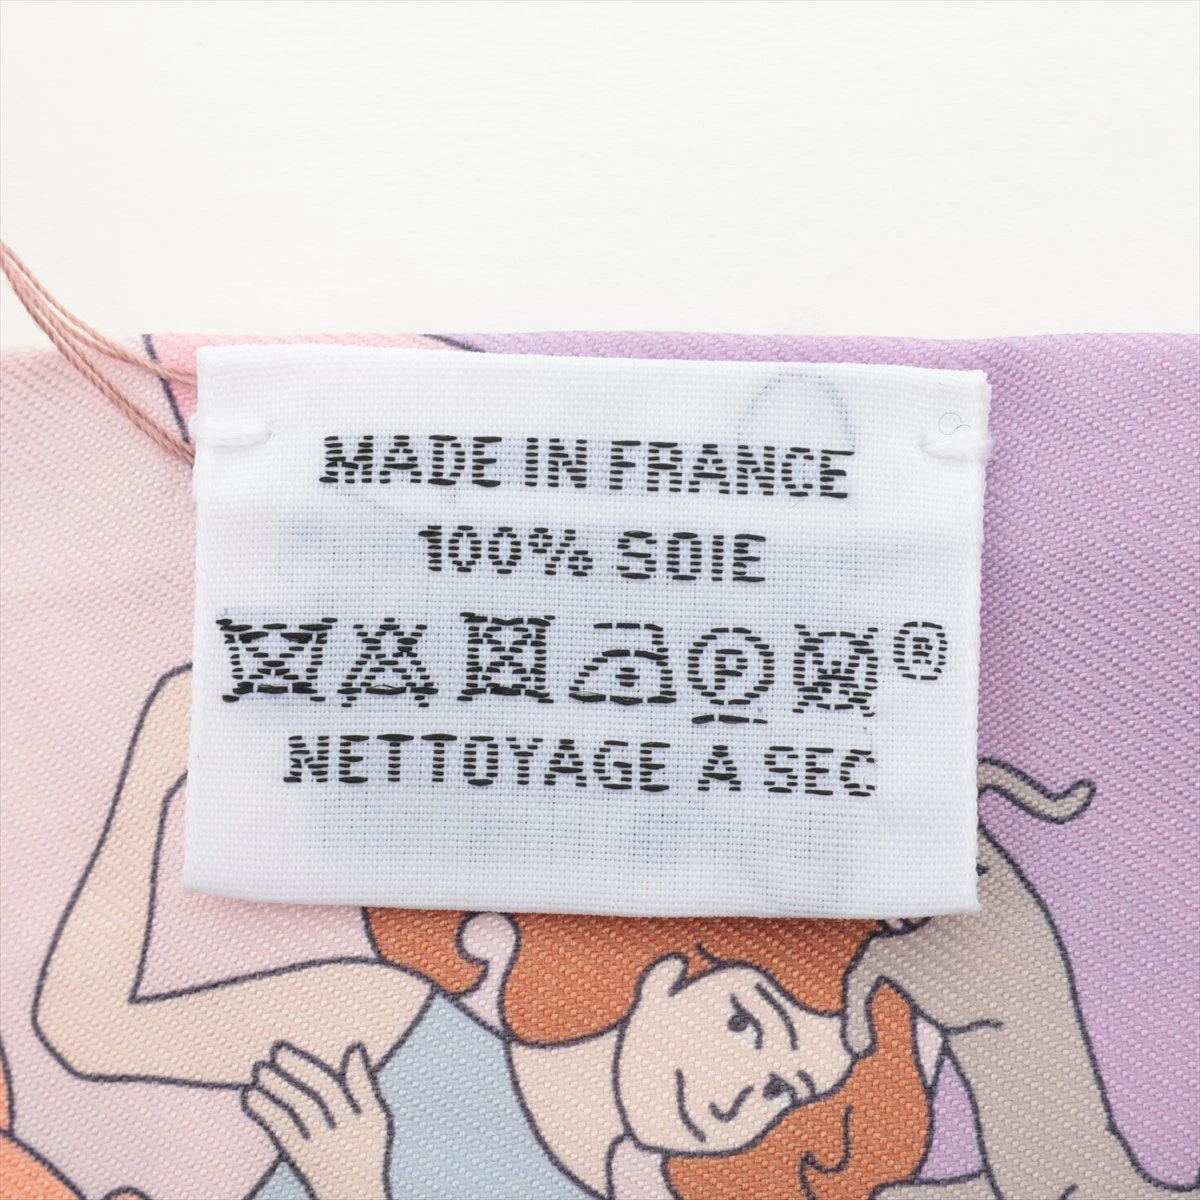 MADE IN FRANCE
100% SOIE
P W ®
NETTOYAGE A SEC